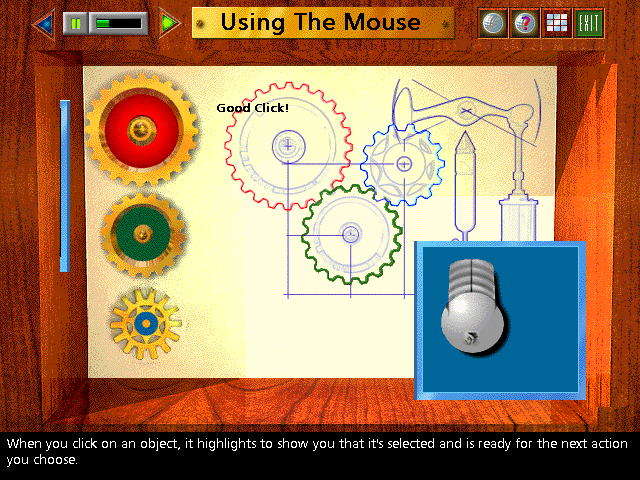 Using The Mouse
EXIT
Good Click!
When you click on an object, it highlights to show you that it's selected and is ready for the next action
you choose.